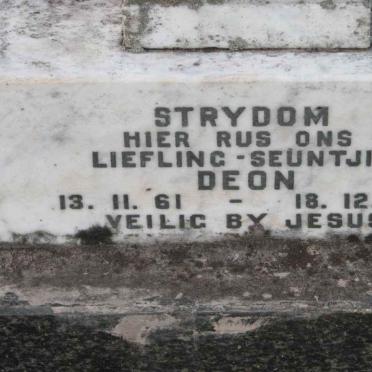 STRYDOM
HIER RUS ONS
LIEFLING-SEUNTJI
DEON
13. 11. 61 - 18. 12.
VEILIG BY JESUS